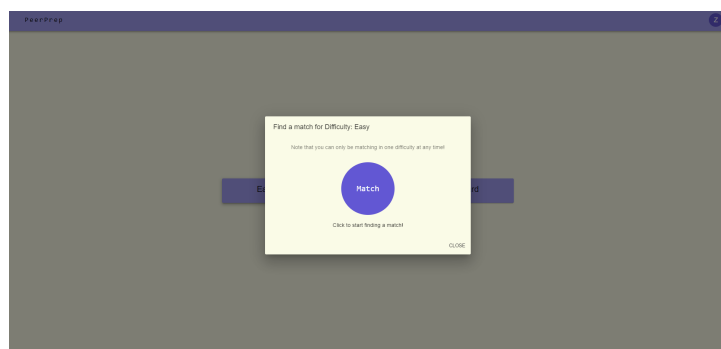 PeerPrep
Z
Find a match for Difficulty: Easy
Note that you can only be matching in one difficulty at any time!
Match
Click to start finding a match!
CLOSE